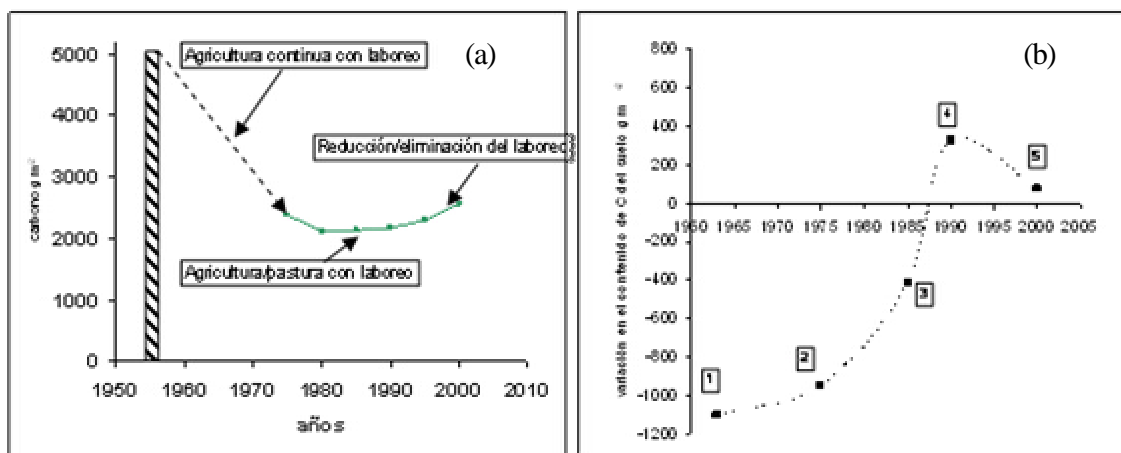 (a)
Agricultura continua con laboreo
Reducción/eliminación del laboreo
Agricultura/pastura con laboreo
carbono g m⁻²
5000
4000
3000
2000
1000
0
1950 1960 1970 1980 1990 2000 2010
años
(b)
variación en el contenido de C del suelo g m⁻²
800
600
400
200
0
-200
-400
-600
-800
-1000
-1200
1960 1965 1970 1975 1980 1985 1990 1995 2000 2005
1
2
3
4
5